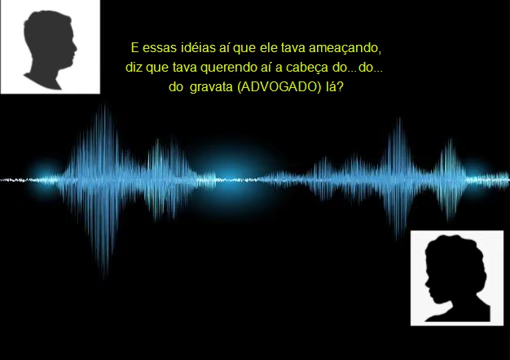 E essas idéias aí que ele tava ameaçando,
diz que tava querendo aí a cabeça do...do...
do gravata (ADVOGADO) lá?